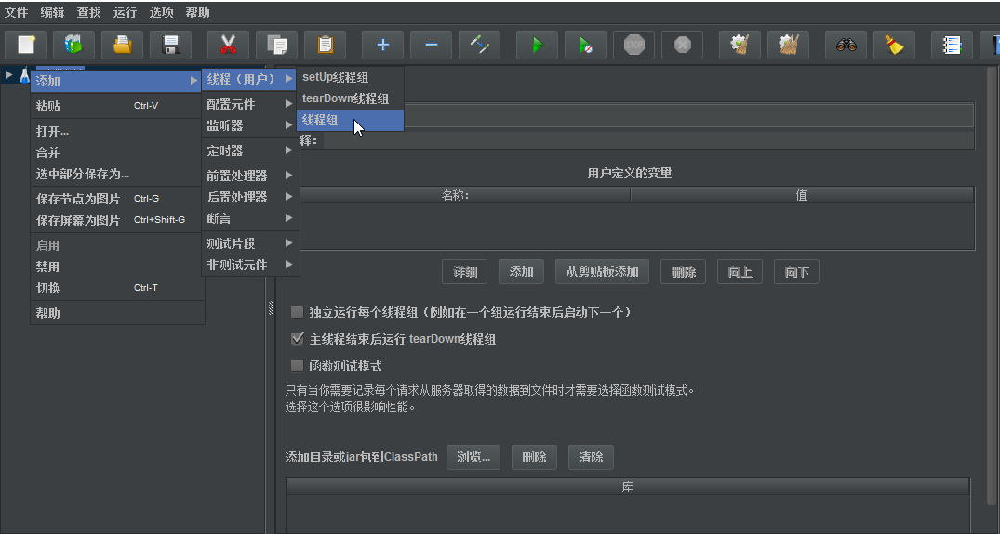 文件 编辑 查找 运行 选项 帮助
STOP
添加
粘贴 Ctrl-V
打开...
合并
选中部分保存为...
保存节点为图片 Ctrl-G
保存屏幕为图片 Ctrl+Shift-G
启用
禁用
切换 Ctrl-T
帮助
线程（用户）
配置元件
监听器
定时器
前置处理器
后置处理器
断言
测试片段
非测试元件
setUp线程组
tearDown线程组
线程组
释：
用户定义的变量
名称: 值
详细 添加 从剪贴板添加 删除 向上 向下
独立运行每个线程组（例如在一个组运行结束后启动下一个）
主线程结束后运行 tearDown线程组
函数测试模式
只有当你需要记录每个请求从服务器取得的数据到文件时才需要选择函数测试模式。
选择这个选项很影响性能。
添加目录或jar包到ClassPath 浏览... 删除 清除
库